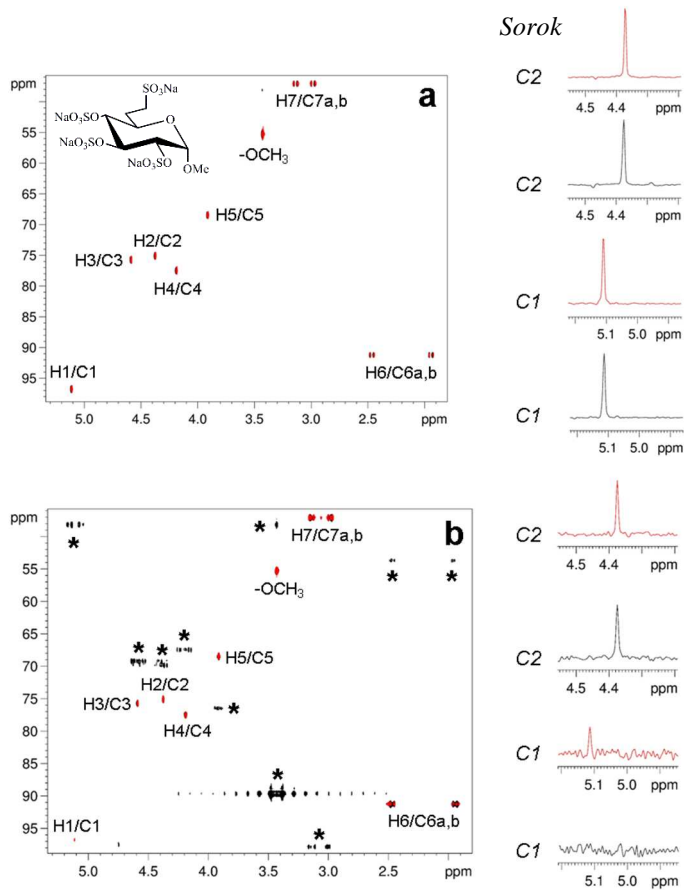 ppm
55
60
65
70
75
80
85
90
95
a
SO₃Na
NaO₃SO
NaO₃SO
NaO₃SO
OMe
H7/C7a,b
-OCH₃
H5/C5
H2/C2
H3/C3
H4/C4
H6/C6a,b
H1/C1
5.0 4.5 4.0 3.5 3.0 2.5 ppm
ppm
55
60
65
70
75
80
85
90
95
b
*
*
H7/C7a,b
*
*
-OCH₃
*
*
*
H5/C5
H2/C2
H3/C3
*
H4/C4
*
H6/C6a,b
H1/C1
*
5.0 4.5 4.0 3.5 3.0 2.5 ppm
Sorok
C2
4.5 4.4 ppm
C2
4.5 4.4 ppm
C1
5.1 5.0 ppm
C1
5.1 5.0 ppm
C2
4.5 4.4 ppm
C2
4.5 4.4 ppm
C1
5.1 5.0 ppm
C1
5.1 5.0 ppm